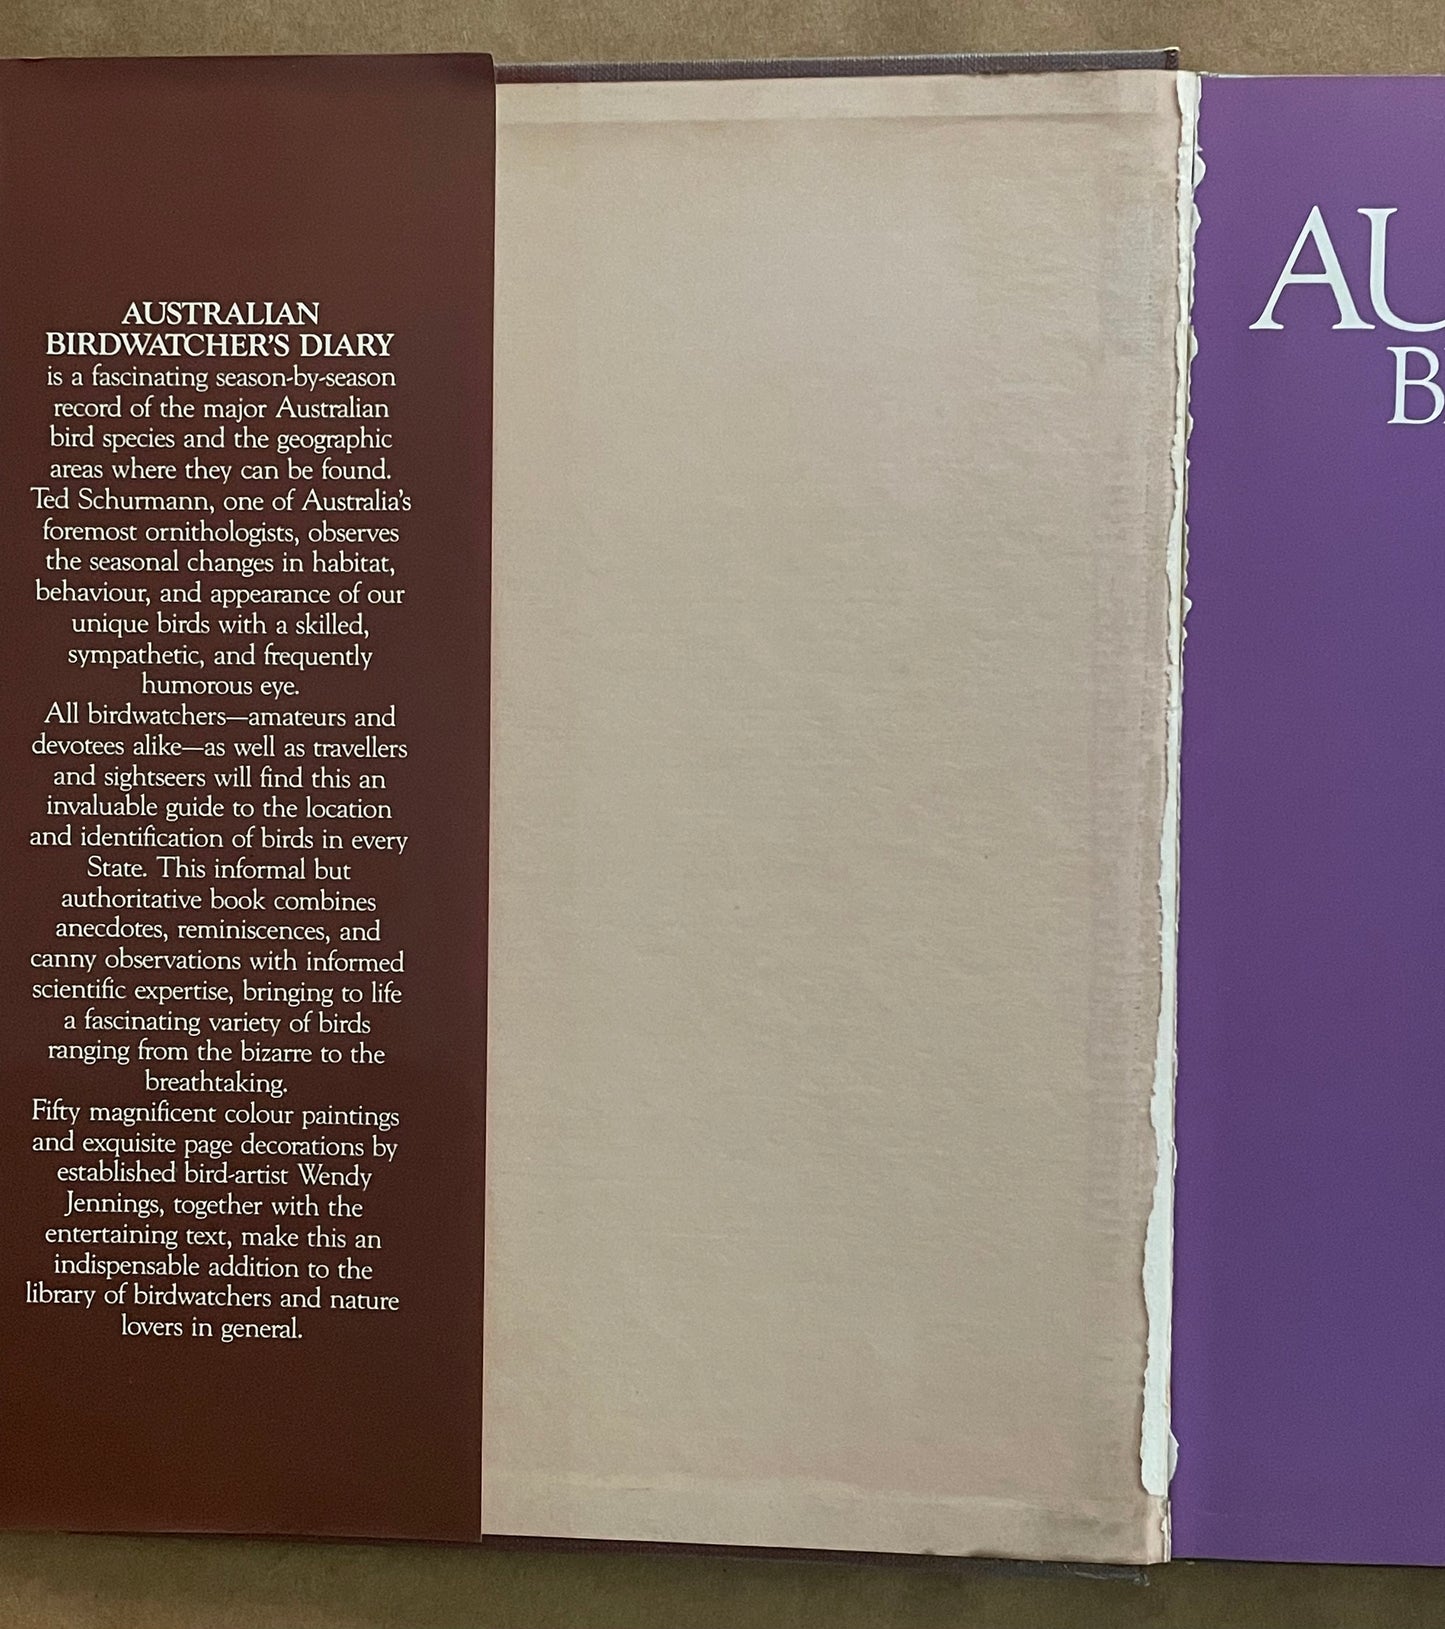 AUSTRALIAN
BIRDWATCHER'S DIARY
is a fascinating season-by-season
record of the major Australian
bird species and the geographic
areas where they can be found.
Ted Schurmann, one of Australia's
foremost ornithologists, observes
the seasonal changes in habitat,
behaviour, and appearance of our
unique birds with a skilled,
sympathetic, and frequently
humorous eye.
All birdwatchers—amateurs and
devotees alike—as well as travellers
and sightseers will find this an
invaluable guide to the location
and identification of birds in every
State. This informal but
authoritative book combines
anecdotes, reminiscences, and
canny observations with informed
scientific expertise, bringing to life
a fascinating variety of birds
ranging from the bizarre to the
breathtaking.
Fifty magnificent colour paintings
and exquisite page decorations by
established bird-artist Wendy
Jennings, together with the
entertaining text, make this an
indispensable addition to the
library of birdwatchers and nature
lovers in general.
AU
B